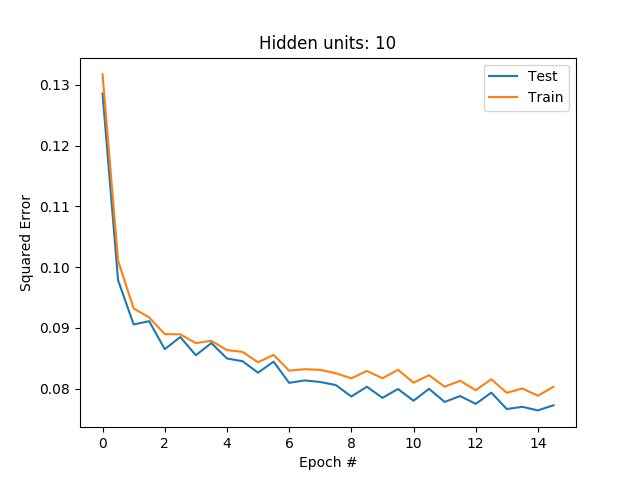 Hidden units: 10
Test
Train
0.13
0.12
0.11
0.10
0.09
0.08
Squared Error
0 2 4 6 8 10 12 14
Epoch #